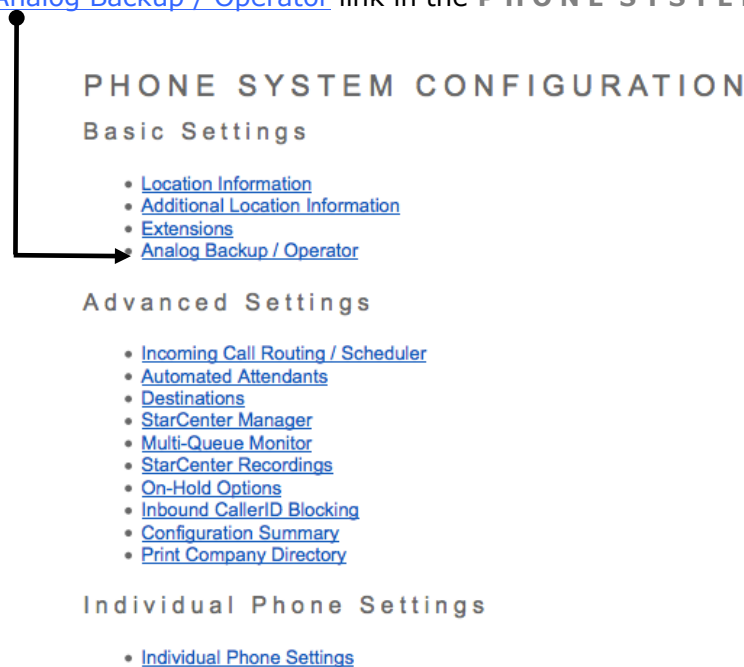 Analog Backup / Operator link in the PHONE SYSTE
PHONE SYSTEM CONFIGURATION
Basic Settings
• Location Information
• Additional Location Information
• Extensions
• Analog Backup / Operator
Advanced Settings
• Incoming Call Routing / Scheduler
• Automated Attendants
• Destinations
• StarCenter Manager
• Multi-Queue Monitor
• StarCenter Recordings
• On-Hold Options
• Inbound CallerID Blocking
• Configuration Summary
• Print Company Directory
Individual Phone Settings
• Individual Phone Settings